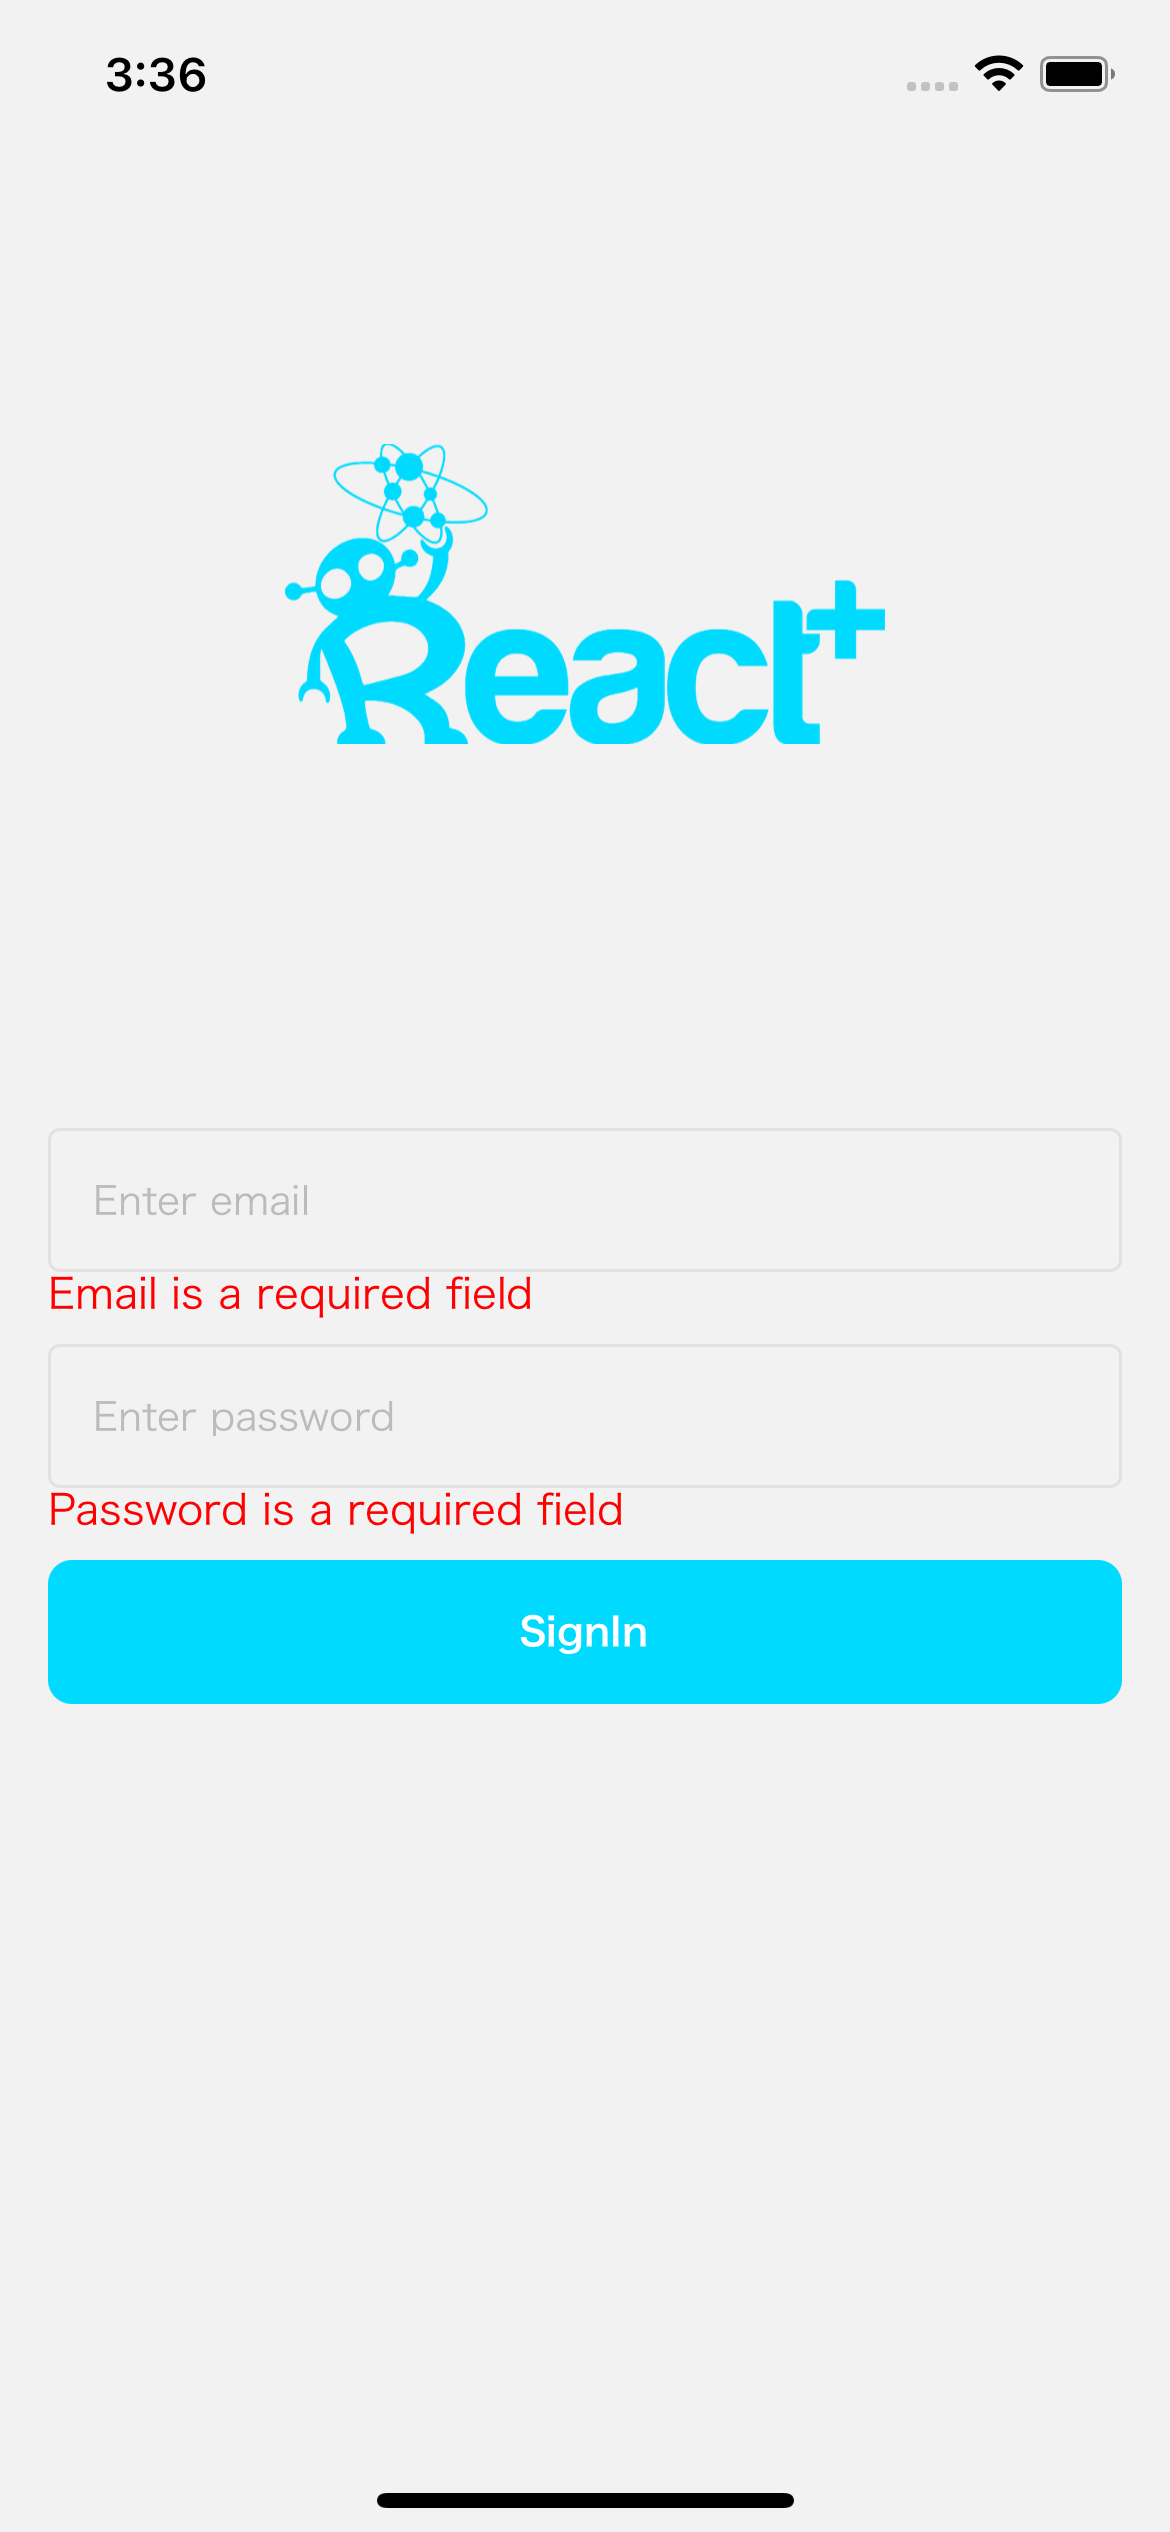 3:36
React+
Enter email
Email is a required field
Enter password
Password is a required field
SignIn